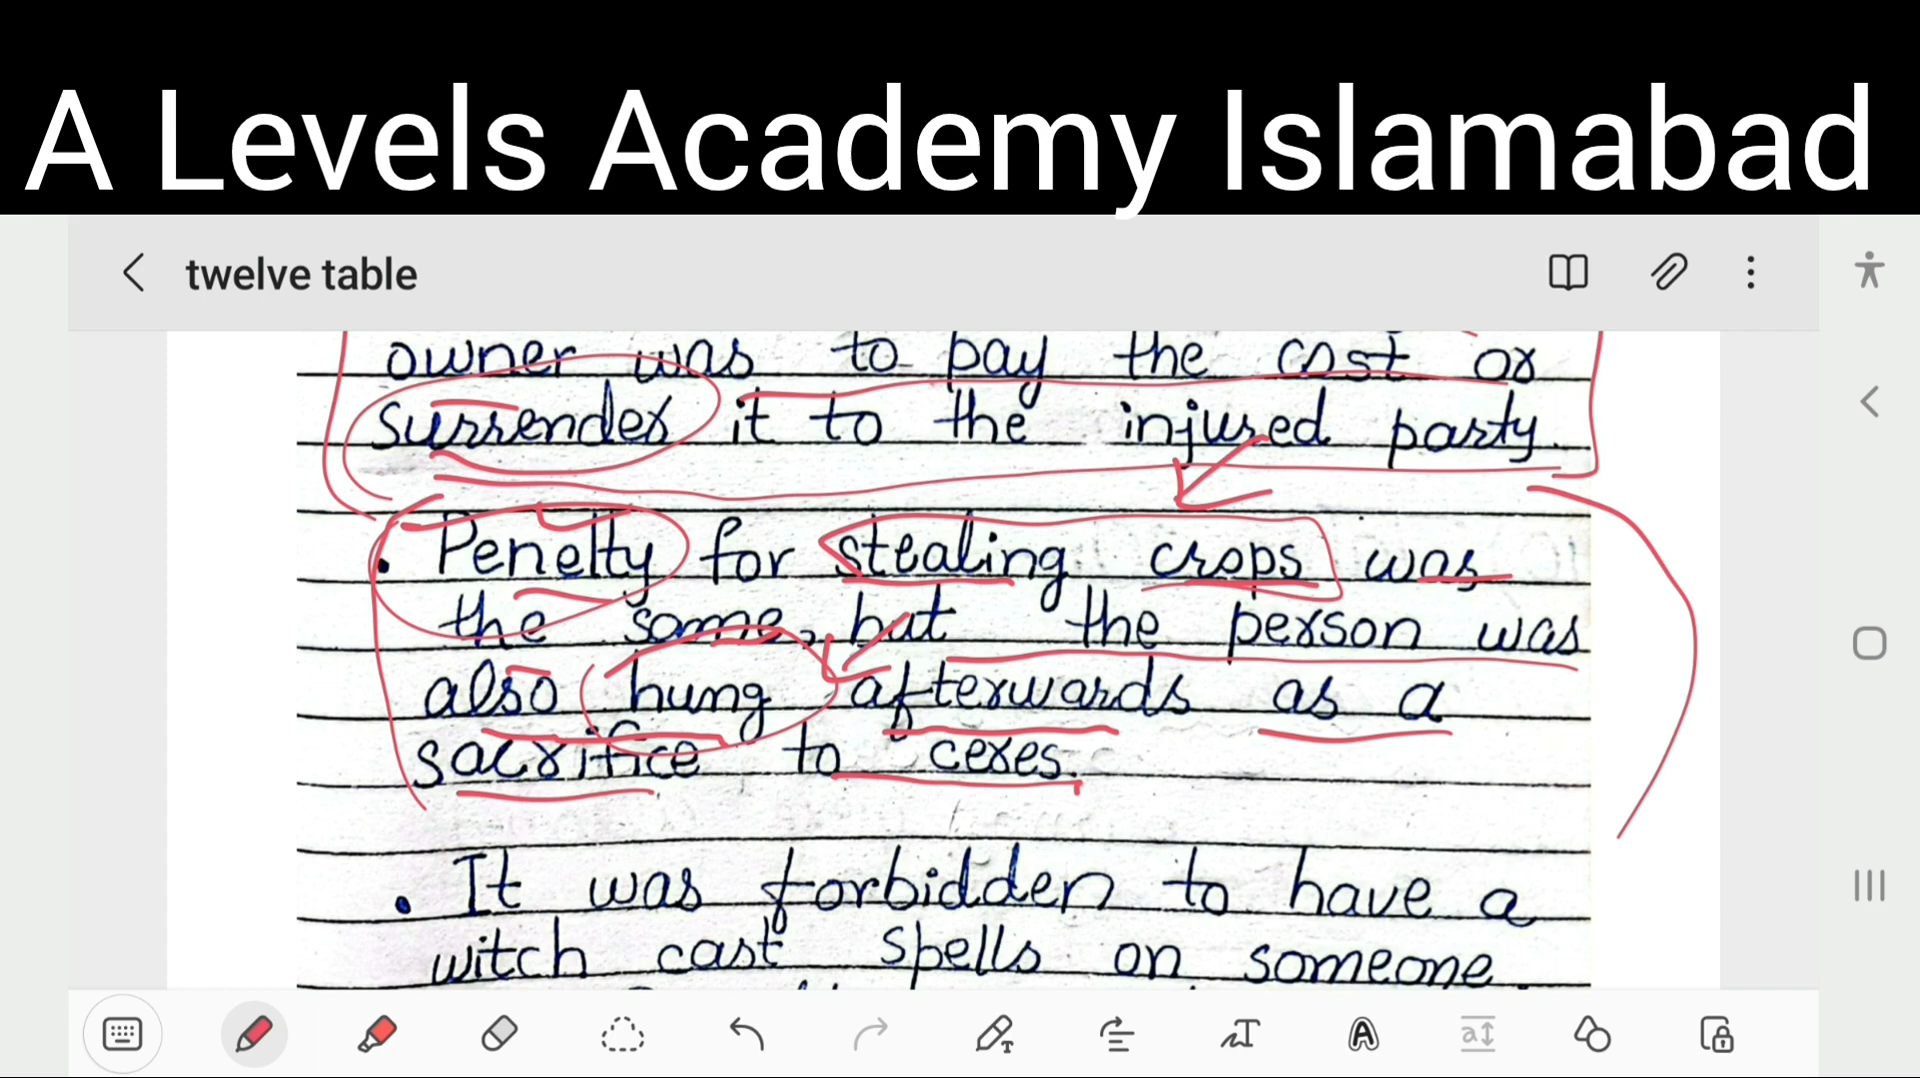 A Levels Academy Islamabad
twelve table
owner was to pay the cost or
surrender it to the injured party.
• Penelty for stealing crops was
the same, but the person was
also hung afterwards as a
sacrifice to ceres.
• It was forbidden to have a
witch cast spells on someone.